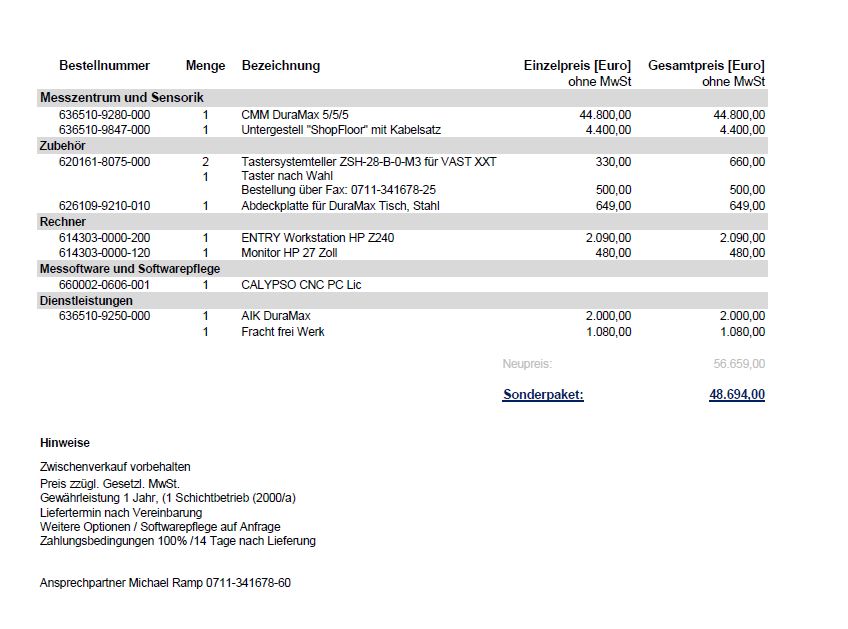 Bestellnummer Menge Bezeichnung Einzelpreis [Euro] Gesamtpreis [Euro]
ohne MwSt ohne MwSt
Messzentrum und Sensorik
636510-9280-000 1 CMM DuraMax 5/5/5 44.800,00 44.800,00
636510-9847-000 1 Untergestell "ShopFloor" mit Kabelsatz 4.400,00 4.400,00
Zubehör
620161-8075-000 2 Tastersystemteller ZSH-28-B-0-M3 für VAST XXT 330,00 660,00
1 Taster nach Wahl
Bestellung über Fax: 0711-341678-25 500,00 500,00
626109-9210-010 1 Abdeckplatte für DuraMax Tisch, Stahl 649,00 649,00
Rechner
614303-0000-200 1 ENTRY Workstation HP Z240 2.090,00 2.090,00
614303-0000-120 1 Monitor HP 27 Zoll 480,00 480,00
Messoftware und Softwarepflege
660002-0606-001 1 CALYPSO CNC PC Lic
Dienstleistungen
636510-9250-000 1 AIK DuraMax 2.000,00 2.000,00
1 Fracht frei Werk 1.080,00 1.080,00
Neupreis: 56.659,00
Sonderpaket: 48.694,00
Hinweise
Zwischenverkauf vorbehalten
Preis zzügl. Gesetzl. MwSt.
Gewährleistung 1 Jahr, (1 Schichtbetrieb (2000/a)
Liefertermin nach Vereinbarung
Weitere Optionen / Softwarepflege auf Anfrage
Zahlungsbedingungen 100% /14 Tage nach Lieferung
Ansprechpartner Michael Ramp 0711-341678-60